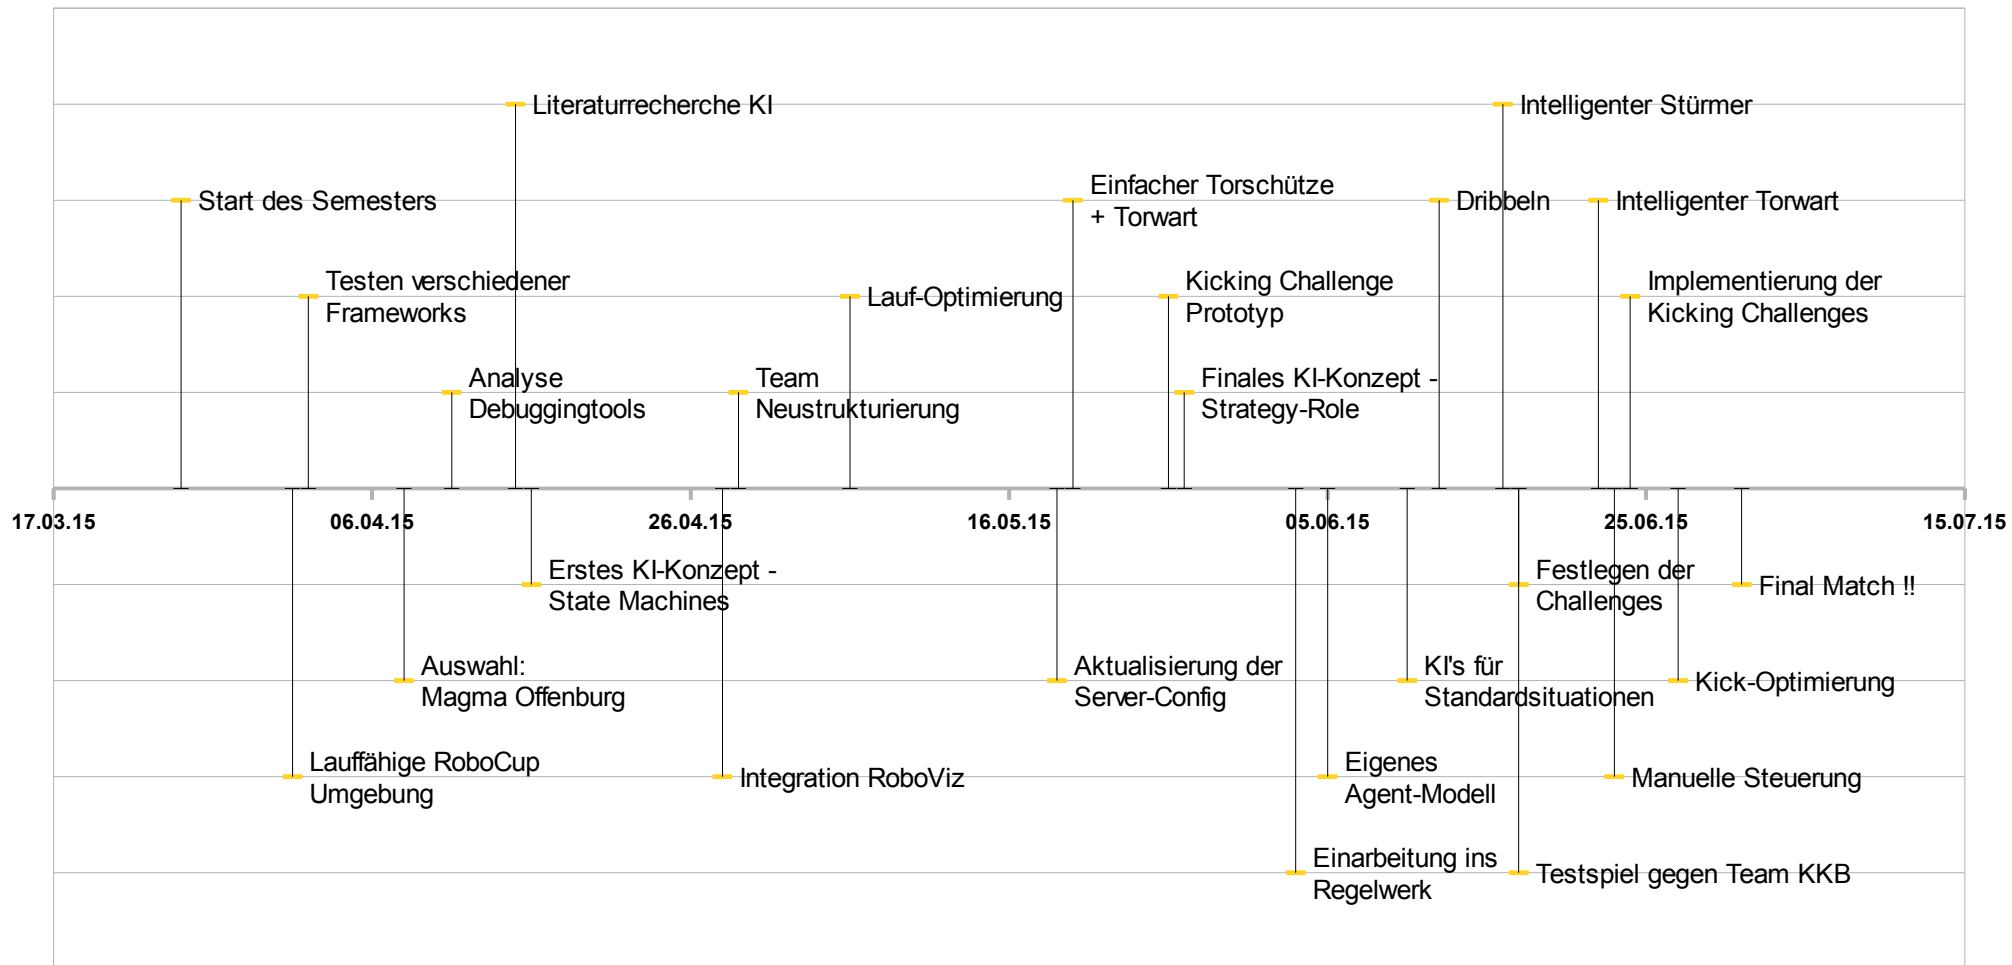 Literaturrecherche KI
Intelligenter Stürmer
Start des Semesters
Einfacher Torschütze
+ Torwart
Dribbeln
Intelligenter Torwart
Testen verschiedener
Frameworks
Lauf-Optimierung
Kicking Challenge
Prototyp
Implementierung der
Kicking Challenges
Analyse
Debuggingtools
Team
Neustrukturierung
Finales KI-Konzept -
Strategy-Role
17.03.15
06.04.15
26.04.15
16.05.15
05.06.15
25.06.15
15.07.15
Erstes KI-Konzept -
State Machines
Festlegen der
Challenges
Final Match !!
Auswahl:
Magma Offenburg
Aktualisierung der
Server-Config
KI's für
Standardsituationen
Kick-Optimierung
Lauffähige RoboCup
Umgebung
Integration RoboViz
Eigenes
Agent-Modell
Manuelle Steuerung
Einarbeitung ins
Regelwerk
Testspiel gegen Team KKB